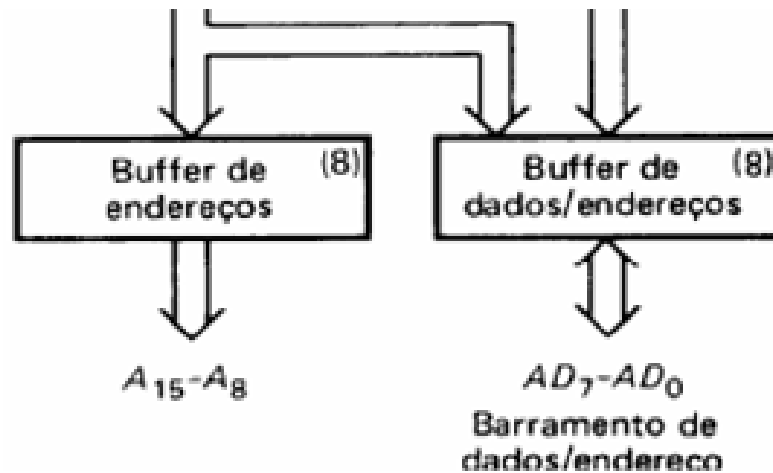 Buffer de (8)
endereços
Buffer de (8)
dados/endereços
A15-A8
AD7-AD0
Barramento de
dados/endereço